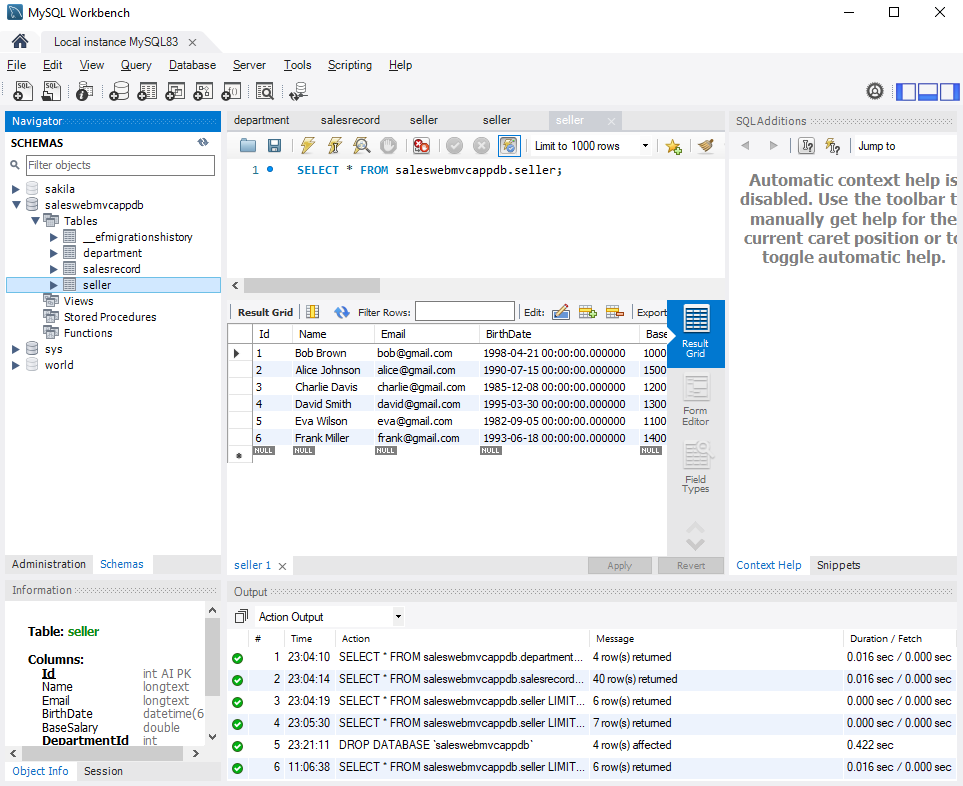 MySQL Workbench
Local instance MySQL83
File Edit View Query Database Server Tools Scripting Help
Navigator
SCHEMAS
Filter objects
sakila
saleswebmvcappdb
Tables
__efmigrationshistory
department
salesrecord
seller
Views
Stored Procedures
Functions
sys
world
Administration Schemas
Information
Table: seller
Columns:
Id int AI PK
Name longtext
Email longtext
BirthDate datetime(6
BaseSalary double
DepartmentId int
Object Info Session
department salesrecord seller seller seller
Limit to 1000 rows
1 SELECT * FROM saleswebmvcappdb.seller;
Result Grid Filter Rows: Edit: Export
Id Name Email BirthDate Base
1 Bob Brown bob@gmail.com 1998-04-21 00:00:00.000000 1000
2 Alice Johnson alice@gmail.com 1990-07-15 00:00:00.000000 1500
3 Charlie Davis charlie@gmail.com 1985-12-08 00:00:00.000000 1200
4 David Smith david@gmail.com 1995-03-30 00:00:00.000000 1300
5 Eva Wilson eva@gmail.com 1982-09-05 00:00:00.000000 1100
6 Frank Miller frank@gmail.com 1993-06-18 00:00:00.000000 1400
NULL NULL NULL NULL NULL
Result
Grid
Form
Editor
Field
Types
seller 1 Apply Revert
SQLAdditions
Jump to
Automatic context help is
disabled. Use the toolbar t
manually get help for the
current caret position or to
toggle automatic help.
Context Help Snippets
Output
Action Output
# Time Action Message Duration / Fetch
1 23:04:10 SELECT * FROM saleswebmvcappdb.department... 4 row(s) returned 0.016 sec / 0.000 sec
2 23:04:14 SELECT * FROM saleswebmvcappdb.salesrecord... 40 row(s) returned 0.016 sec / 0.000 sec
3 23:04:19 SELECT * FROM saleswebmvcappdb.seller LIMIT... 6 row(s) returned 0.000 sec / 0.000 sec
4 23:05:30 SELECT * FROM saleswebmvcappdb.seller LIMIT... 7 row(s) returned 0.000 sec / 0.000 sec
5 23:21:11 DROP DATABASE `saleswebmvcappdb` 4 row(s) affected 0.422 sec
6 11:06:38 SELECT * FROM saleswebmvcappdb.seller LIMIT... 6 row(s) returned 0.016 sec / 0.000 sec